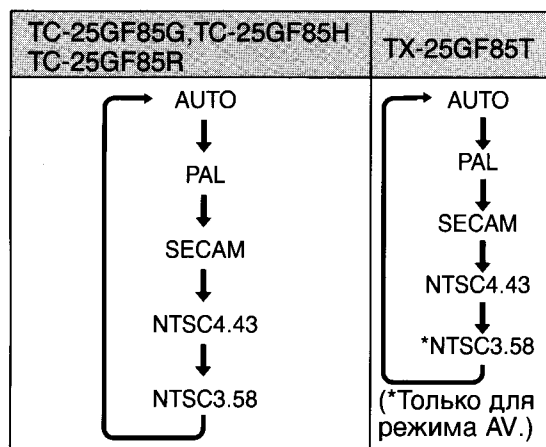 TC-25GF85G,TC-25GF85H
TC-25GF85R
AUTO
PAL
SECAM
NTSC4.43
NTSC3.58
TX-25GF85T
AUTO
PAL
SECAM
NTSC4.43
*NTSC3.58
(*Только для
режима AV.)